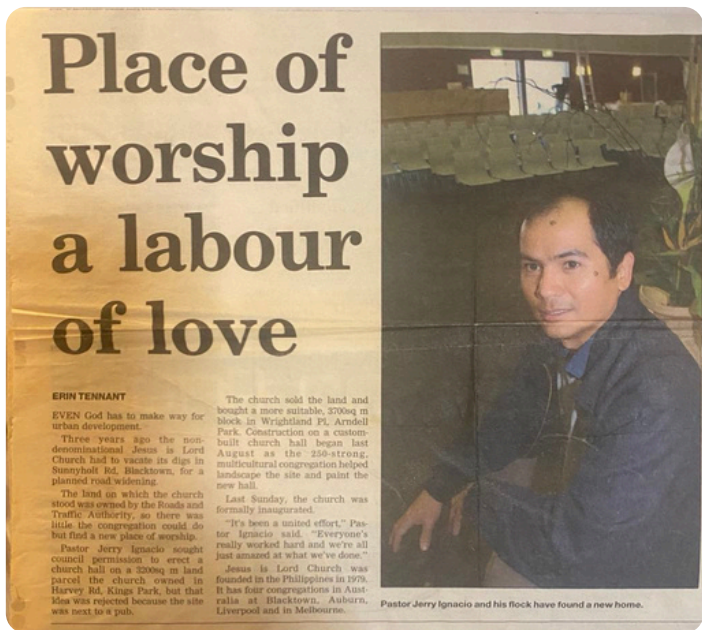 Place of
worship
a labour
of love
ERIN TENNANT
EVEN God has to make way for
urban development.
Three years ago the non-
denominational Jesus is Lord
Church had to vacate its digs in
Sunnyholt Rd, Blacktown, for a
planned road widening.
The land on which the church
stood was owned by the Roads and
Traffic Authority, so there was
little the congregation could do
but find a new place of worship.
Pastor Jerry Ignacio sought
council permission to erect a
church hall on a 3200sq m land
parcel the church owned in
Harvey Rd, Kings Park, but that
idea was rejected because the site
was next to a pub.
The church sold the land and
bought a more suitable, 3700sq m
block in Wrightland Pl, Arndell
Park. Construction on a custom-
built church hall began last
August as the 250-strong,
multicultural congregation helped
landscape the site and paint the
new hall.
Last Sunday, the church was
formally inaugurated.
"It's been a united effort," Pas-
tor Ignacio said. "Everyone's
really worked hard and we're all
just amazed at what we've done."
Jesus is Lord Church was
founded in the Philippines in 1979.
It has four congregations in Aust-
ralia at Blacktown, Auburn,
Liverpool and in Melbourne.
Pastor Jerry Ignacio and his flock have found a new home.